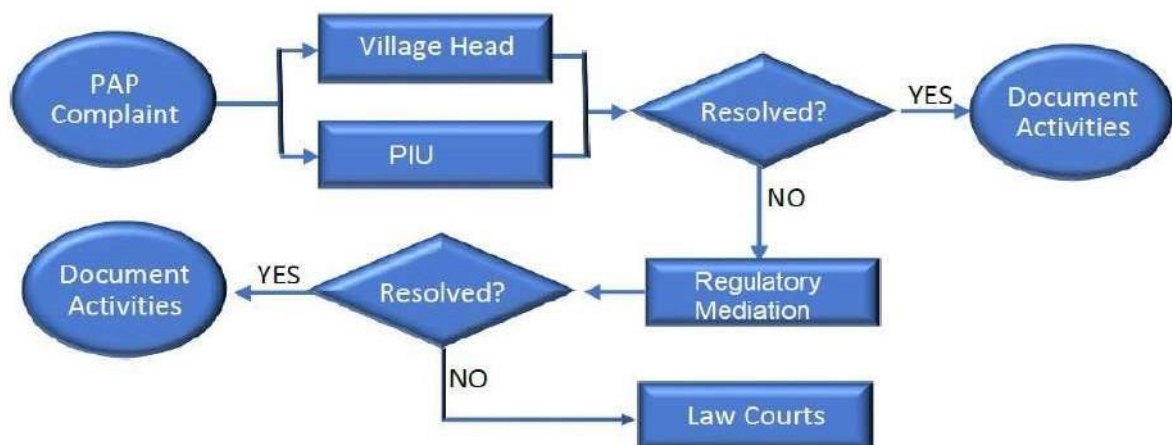 PAP
Complaint
Village Head
PIU
Resolved?
YES
Document
Activities
NO
Regulatory
Mediation
Resolved?
YES
Document
Activities
NO
Law Courts